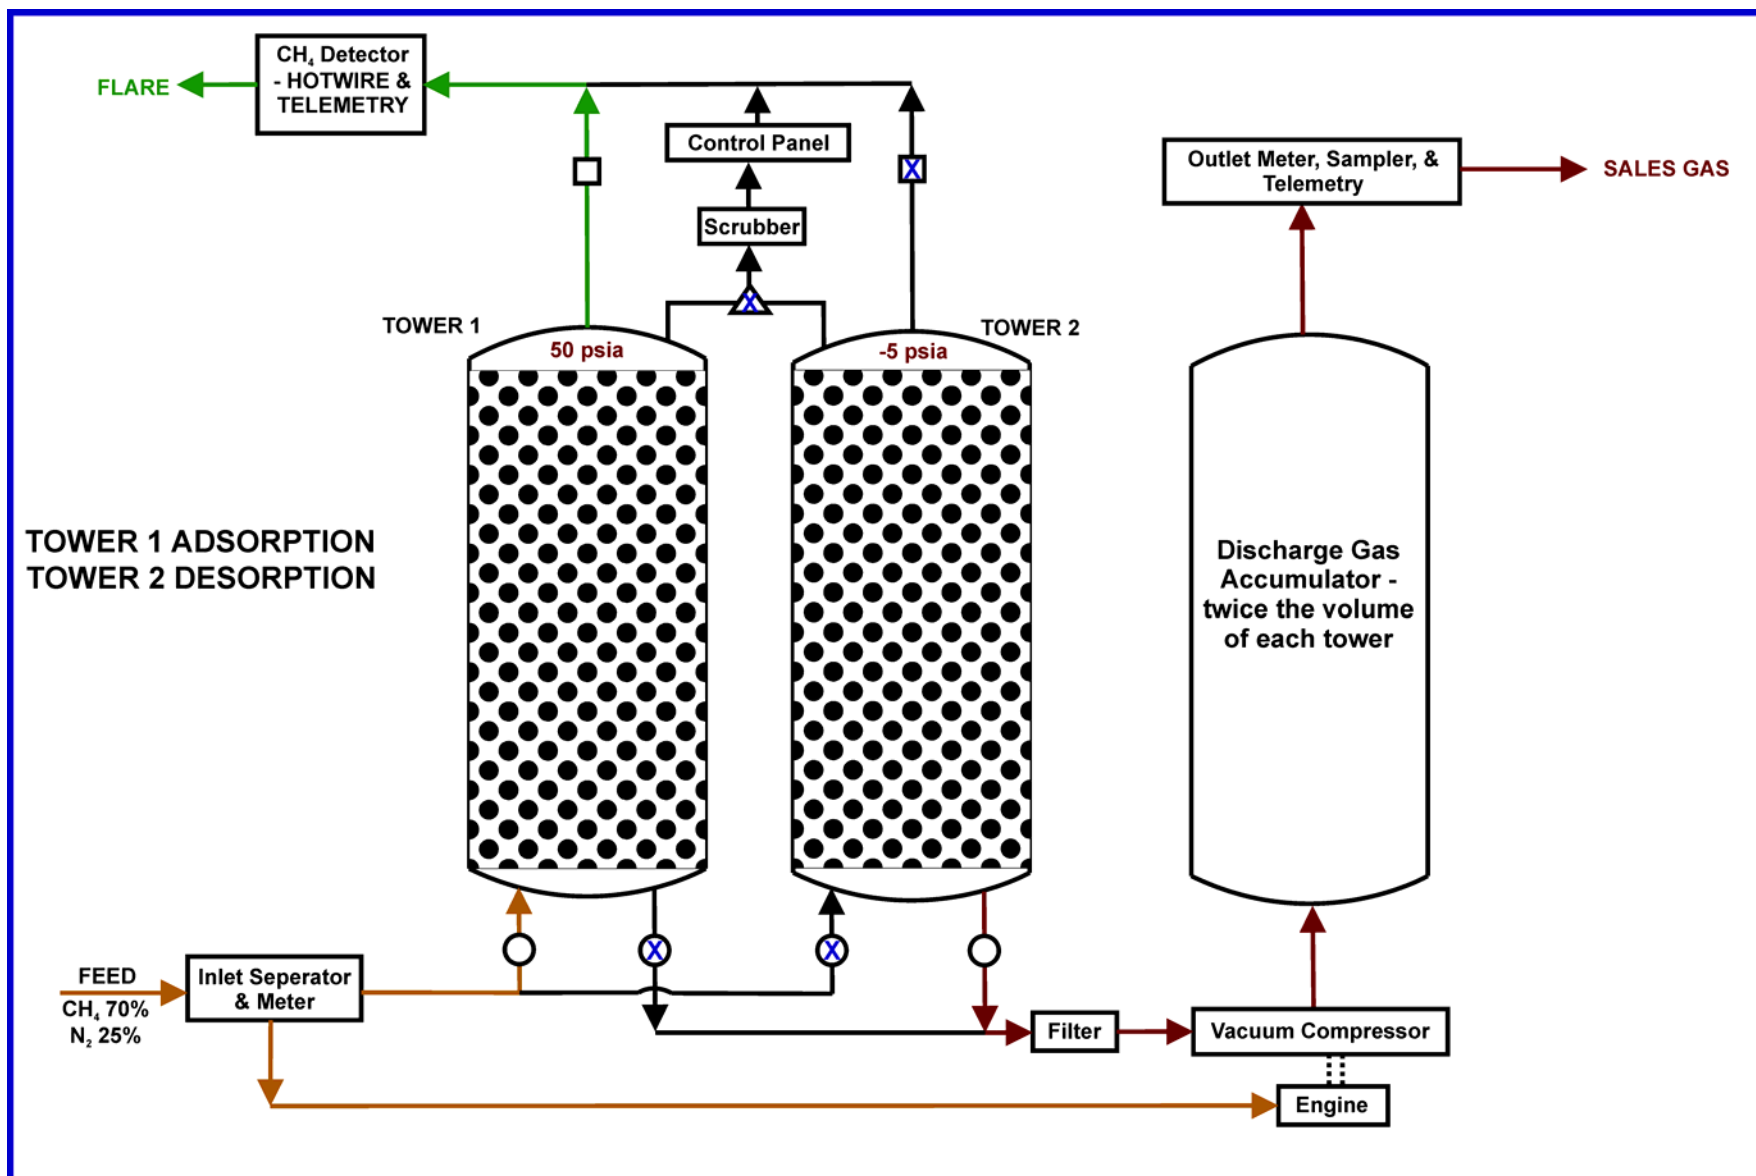 CH₄ Detector
- HOTWIRE &
TELEMETRY
FLARE
Control Panel
X
Outlet Meter, Sampler, &
Telemetry
SALES GAS
Scrubber
X
TOWER 1
TOWER 2
50 psia
-5 psia
TOWER 1 ADSORPTION
TOWER 2 DESORPTION
Discharge Gas
Accumulator -
twice the volume
of each tower
X
X
FEED
CH₄ 70%
N₂ 25%
Inlet Seperator
& Meter
Filter
Vacuum Compressor
Engine